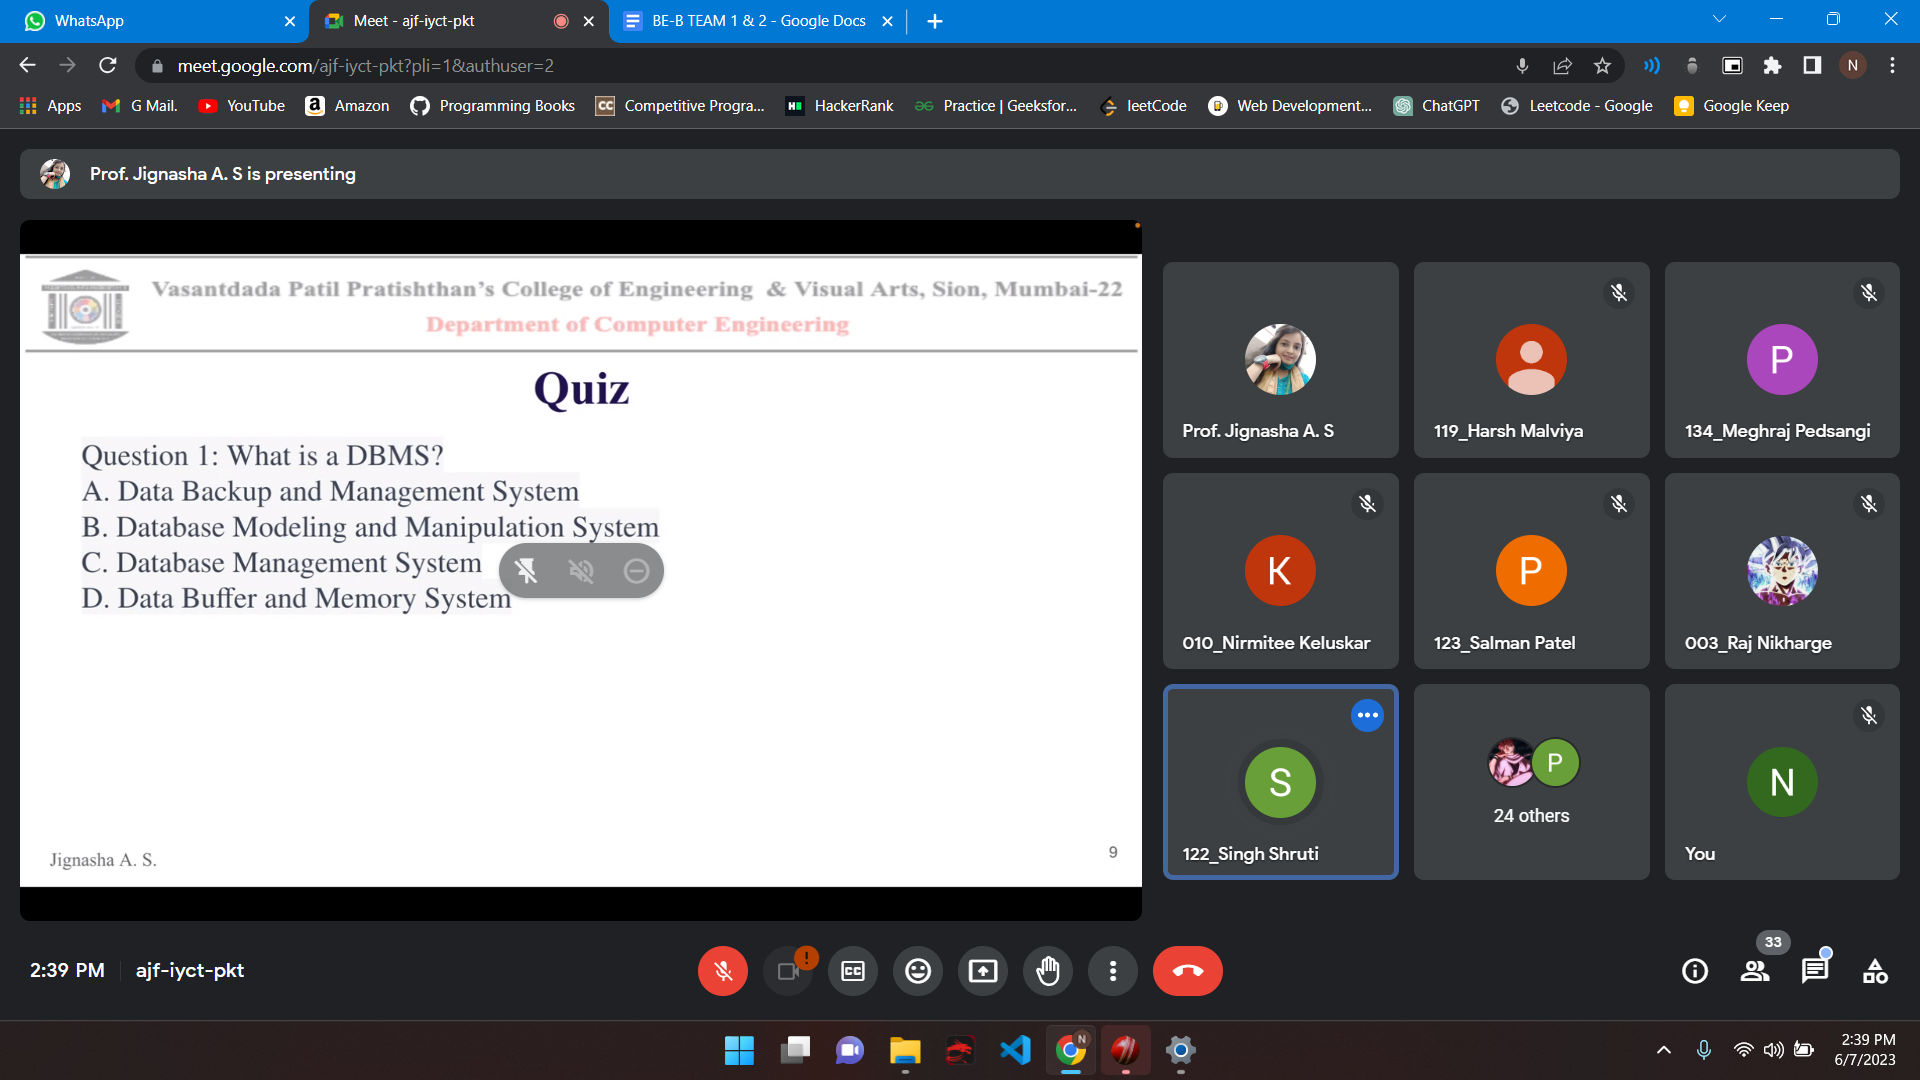 WhatsApp
Meet - ajf-iyct-pkt
BE-B TEAM 1 & 2 - Google Docs
meet.google.com/ajf-iyct-pkt?pli=1&authuser=2
N
Apps
G Mail.
YouTube
a
Amazon
Programming Books
CC
Competitive Progra...
Practice | Geeksfor...
HackerRank
leetCode
Web Development...
ChatGPT
Leetcode - Google
Google Keep
Prof. Jignasha A. S is presenting
Vasantdada Patil Pratishthan's College of Engineering & Visual Arts, Sion, Mumbai-22
Department of Computer Engineering
Quiz
Question 1: What is a DBMS?
A. Data Backup and Management System
B. Database Modeling and Manipulation System
C. Database Management System
D. Data Buffer and Memory System
Jignasha A. S.
9
Prof. Jignasha A. S
119_Harsh Malviya
P
134_Meghraj Pedsangi
K
010_Nirmitee Keluskar
P
123_Salman Patel
003_Raj Nikharge
S
122_Singh Shruti
P
24 others
N
You
2:39 PM
ajf-iyct-pkt
!
CC
33
N
2:39 PM
6/7/2023